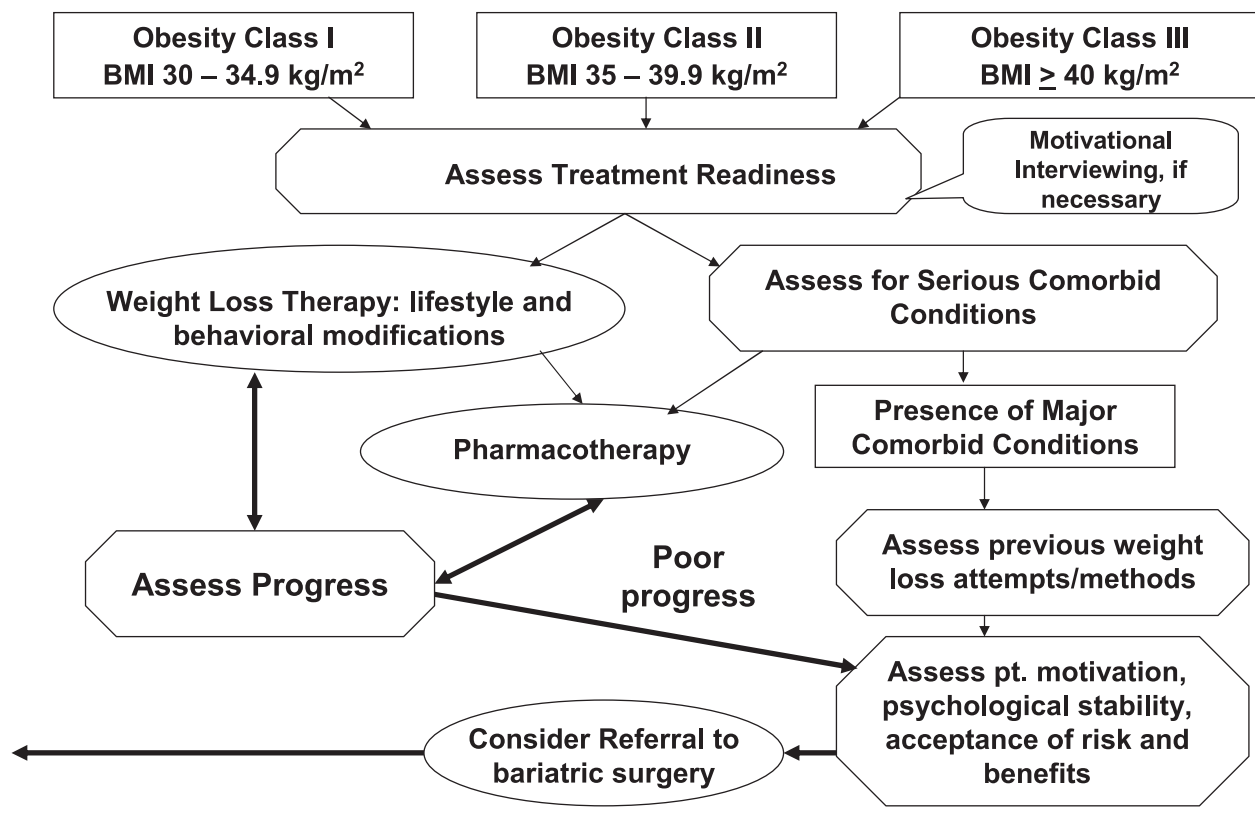 Obesity Class I
BMI 30 – 34.9 kg/m²
Obesity Class II
BMI 35 – 39.9 kg/m²
Obesity Class III
BMI ≥ 40 kg/m²
Assess Treatment Readiness
Motivational
Interviewing, if
necessary
Weight Loss Therapy: lifestyle and
behavioral modifications
Assess for Serious Comorbid
Conditions
Pharmacotherapy
Presence of Major
Comorbid Conditions
Assess Progress
Poor
progress
Assess previous weight
loss attempts/methods
Assess pt. motivation,
psychological stability,
acceptance of risk and
benefits
Consider Referral to
bariatric surgery